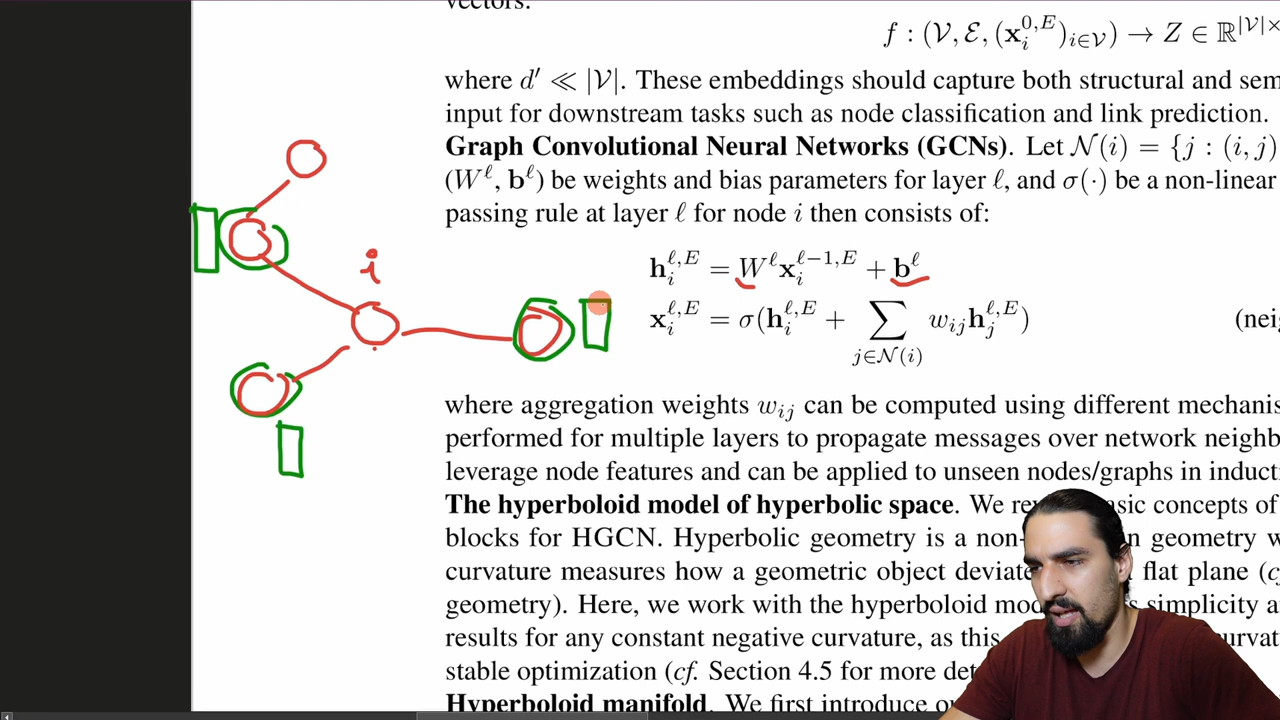 vectors:
f : (𝒱, ℰ, (x_i^{0,E})_{i∈𝒱}) → Z ∈ ℝ^{|𝒱|×
where d′ ≪ |𝒱|. These embeddings should capture both structural and sem
input for downstream tasks such as node classification and link prediction.
Graph Convolutional Neural Networks (GCNs). Let 𝒩(i) = {j : (i, j)
(W^ℓ, b^ℓ) be weights and bias parameters for layer ℓ, and σ(·) be a non-linear
passing rule at layer ℓ for node i then consists of:
i
h_i^{ℓ,E} = W^ℓ x_i^{ℓ−1,E} + b^ℓ
x_i^{ℓ,E} = σ(h_i^{ℓ,E} + ∑_{j∈𝒩(i)} w_{ij} h_j^{ℓ,E}) (nei
where aggregation weights w_{ij} can be computed using different mechanis
performed for multiple layers to propagate messages over network neighb
leverage node features and can be applied to unseen nodes/graphs in induct
The hyperboloid model of hyperbolic space. We re sic concepts of
blocks for HGCN. Hyperbolic geometry is a non- n geometry w
curvature measures how a geometric object deviate flat plane (c
geometry). Here, we work with the hyperboloid mod s simplicity a
results for any constant negative curvature, as this urva
stable optimization (cf. Section 4.5 for more det
Hyperboloid manifold. We first introduce o